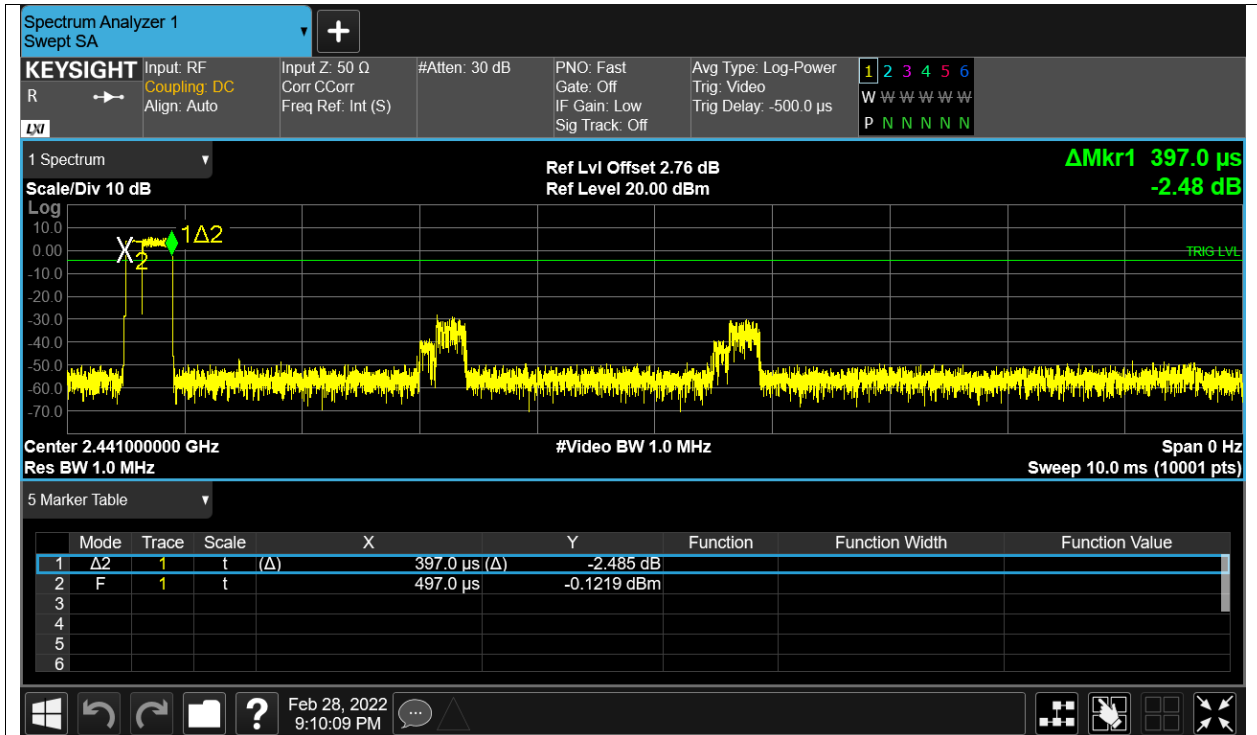 Spectrum Analyzer 1
Swept SA
+
KEYSIGHT
R
LXI
Input: RF
Coupling: DC
Align: Auto
Input Z: 50 Ω
Corr CCorr
Freq Ref: Int (S)
#Atten: 30 dB
PNO: Fast
Gate: Off
IF Gain: Low
Sig Track: Off
Avg Type: Log-Power
Trig: Video
Trig Delay: -500.0 µs
1 2 3 4 5 6
W W W W W W
P N N N N N
1 Spectrum
Scale/Div 10 dB
Log
Ref Lvl Offset 2.76 dB
Ref Level 20.00 dBm
ΔMkr1 397.0 µs
-2.48 dB
10.0
0.00
-10.0
-20.0
-30.0
-40.0
-50.0
-60.0
-70.0
X
2
1Δ2
TRIG LVL
Center 2.441000000 GHz
Res BW 1.0 MHz
#Video BW 1.0 MHz
Span 0 Hz
Sweep 10.0 ms (10001 pts)
5 Marker Table
Mode Trace Scale X Y Function Function Width Function Value
1 Δ2 1 t (Δ) 397.0 µs (Δ) -2.485 dB
2 F 1 t 497.0 µs -0.1219 dBm
3
4
5
6
?
Feb 28, 2022
9:10:09 PM